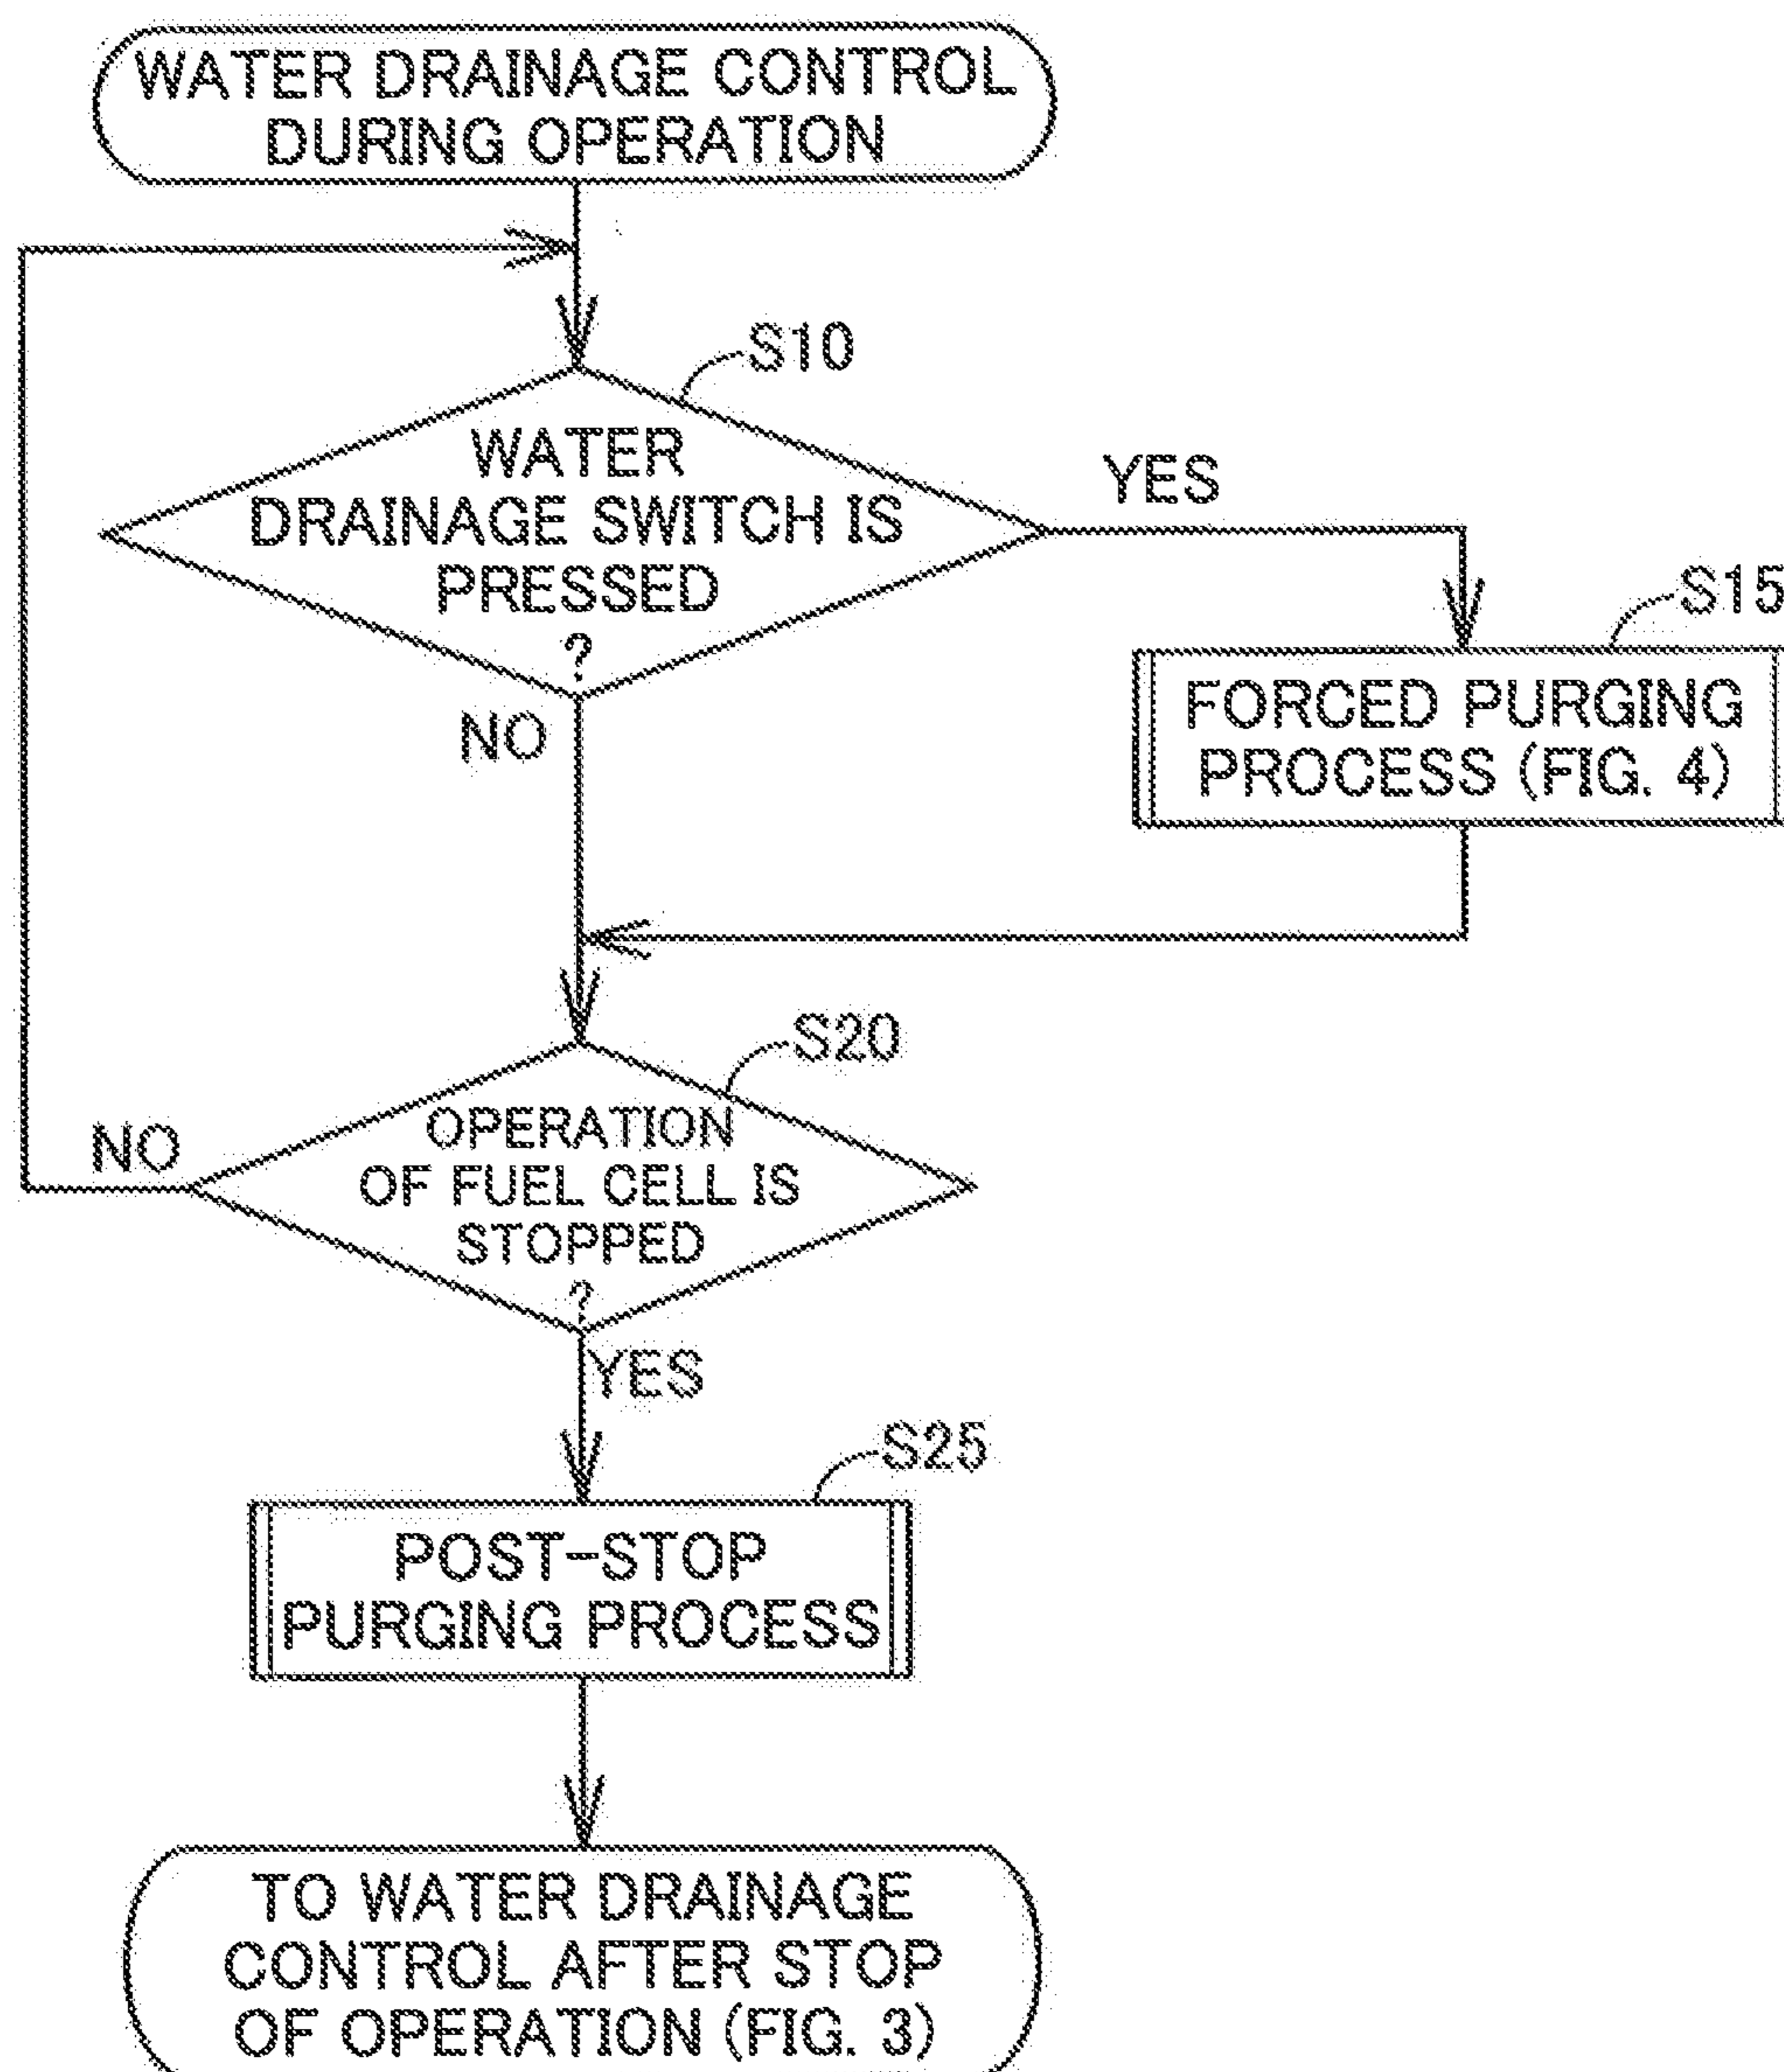 WATER DRAINAGE CONTROL
DURING OPERATION
S10
WATER
DRAINAGE SWITCH IS
PRESSED
?
YES
NO
S15
FORCED PURGING
PROCESS (FIG. 4)
S20
OPERATION
OF FUEL CELL IS
STOPPED
?
NO
YES
S25
POST-STOP
PURGING PROCESS
TO WATER DRAINAGE
CONTROL AFTER STOP
OF OPERATION (FIG. 3)